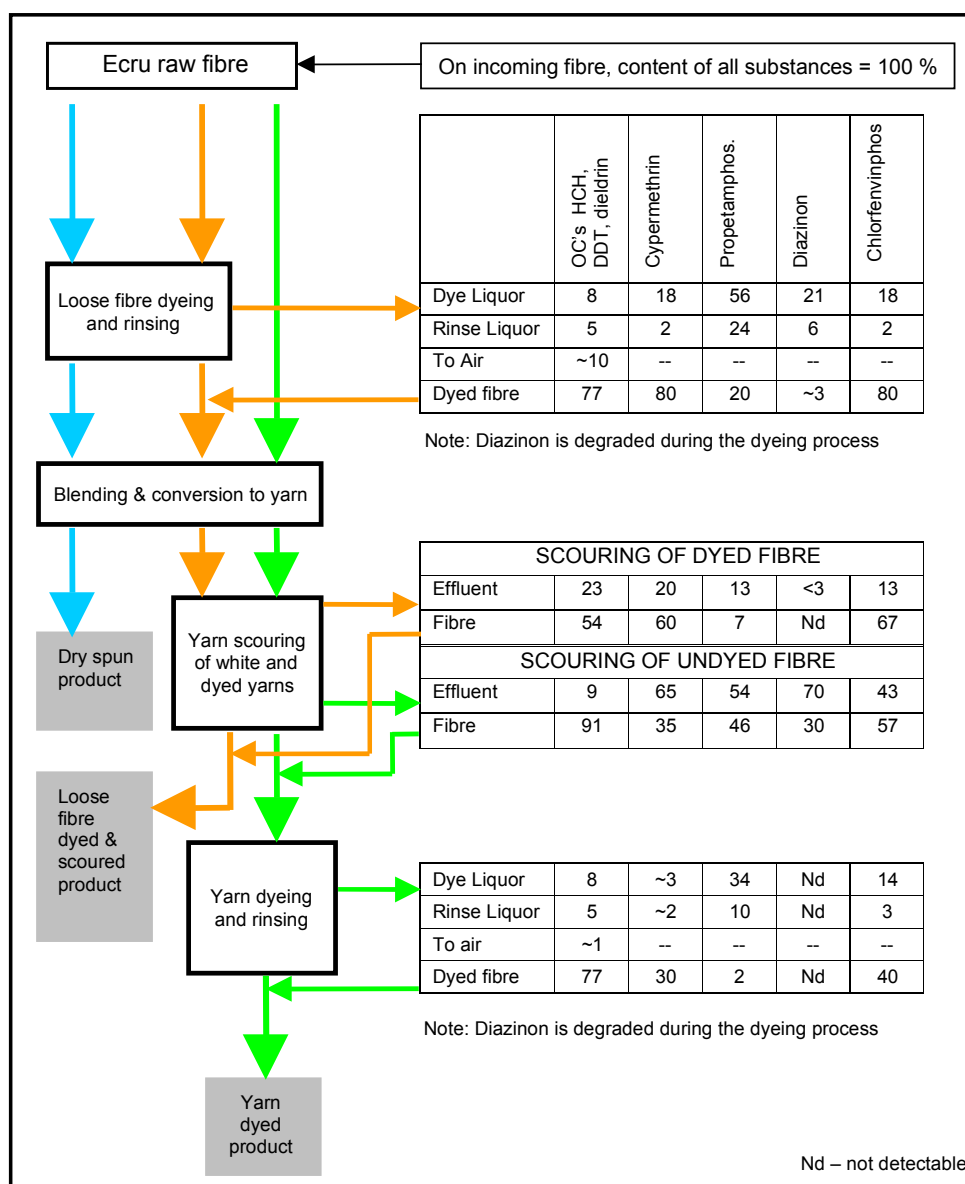 Ecru raw fibre
On incoming fibre, content of all substances = 100 %
OC's HCH,
DDT, dieldrin
Cypermethrin
Propetamphos.
Diazinon
Chlorfenvinphos
Loose fibre dyeing
and rinsing
Dye Liquor 8 18 56 21 18
Rinse Liquor 5 2 24 6 2
To Air ~10 -- -- -- --
Dyed fibre 77 80 20 ~3 80
Note: Diazinon is degraded during the dyeing process
Blending & conversion to yarn
SCOURING OF DYED FIBRE
Effluent 23 20 13 <3 13
Fibre 54 60 7 Nd 67
SCOURING OF UNDYED FIBRE
Effluent 9 65 54 70 43
Fibre 91 35 46 30 57
Yarn scouring
of white and
dyed yarns
Dry spun
product
Loose
fibre
dyed &
scoured
product
Yarn dyeing
and rinsing
Dye Liquor 8 ~3 34 Nd 14
Rinse Liquor 5 ~2 10 Nd 3
To air ~1 -- -- -- --
Dyed fibre 77 30 2 Nd 40
Note: Diazinon is degraded during the dyeing process
Yarn
dyed
product
Nd – not detectable